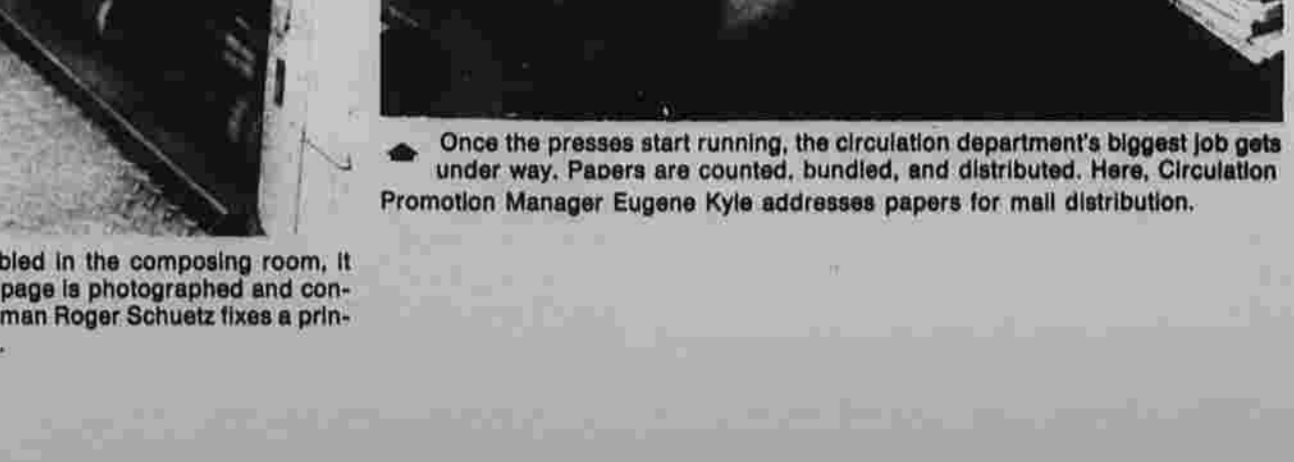 Once the presses start running, the circulation department's biggest job gets
under way. Papers are counted, bundled, and distributed. Here, Circulation
Promotion Manager Eugene Kyle addresses papers for mail distribution.
bled in the composing room, it
page is photographed and con-
man Roger Schuetz fixes a prin-
.